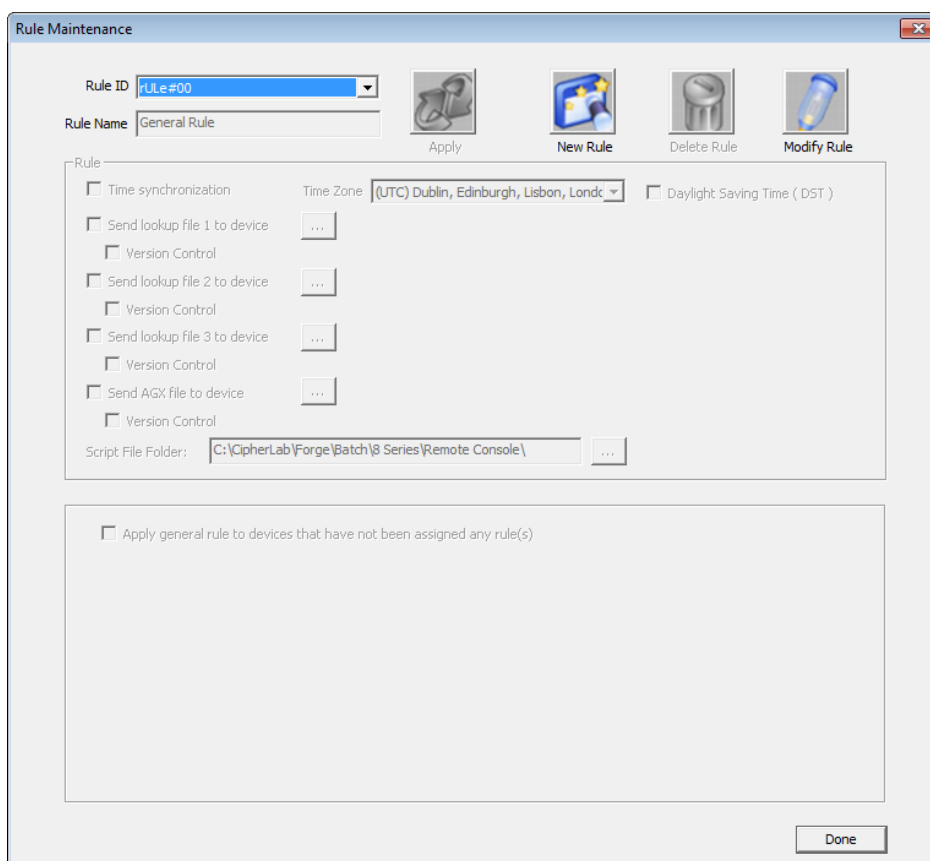 Rule Maintenance
Rule ID rULe#00
Rule Name General Rule
Apply New Rule Delete Rule Modify Rule
Rule
Time synchronization Time Zone (UTC) Dublin, Edinburgh, Lisbon, Londc Daylight Saving Time ( DST )
Send lookup file 1 to device ...
Version Control
Send lookup file 2 to device ...
Version Control
Send lookup file 3 to device ...
Version Control
Send AGX file to device ...
Version Control
Script File Folder: C:\CipherLab\Forge\Batch\8 Series\Remote Console\ ...
Apply general rule to devices that have not been assigned any rule(s)
Done